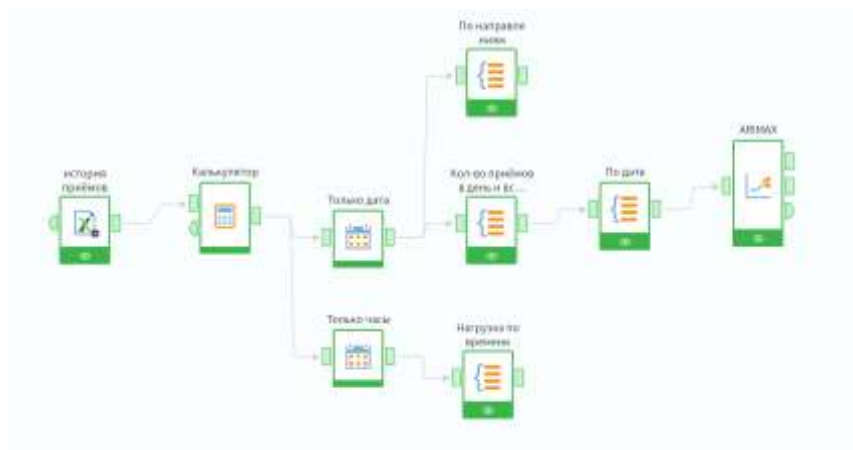 По направле
ниям
ARIMAX
история
приёмов
Калькулятор
Кол-во приёмов
в день и вс...
По дате
Только дата
Только часы
Нагрузка по
времени